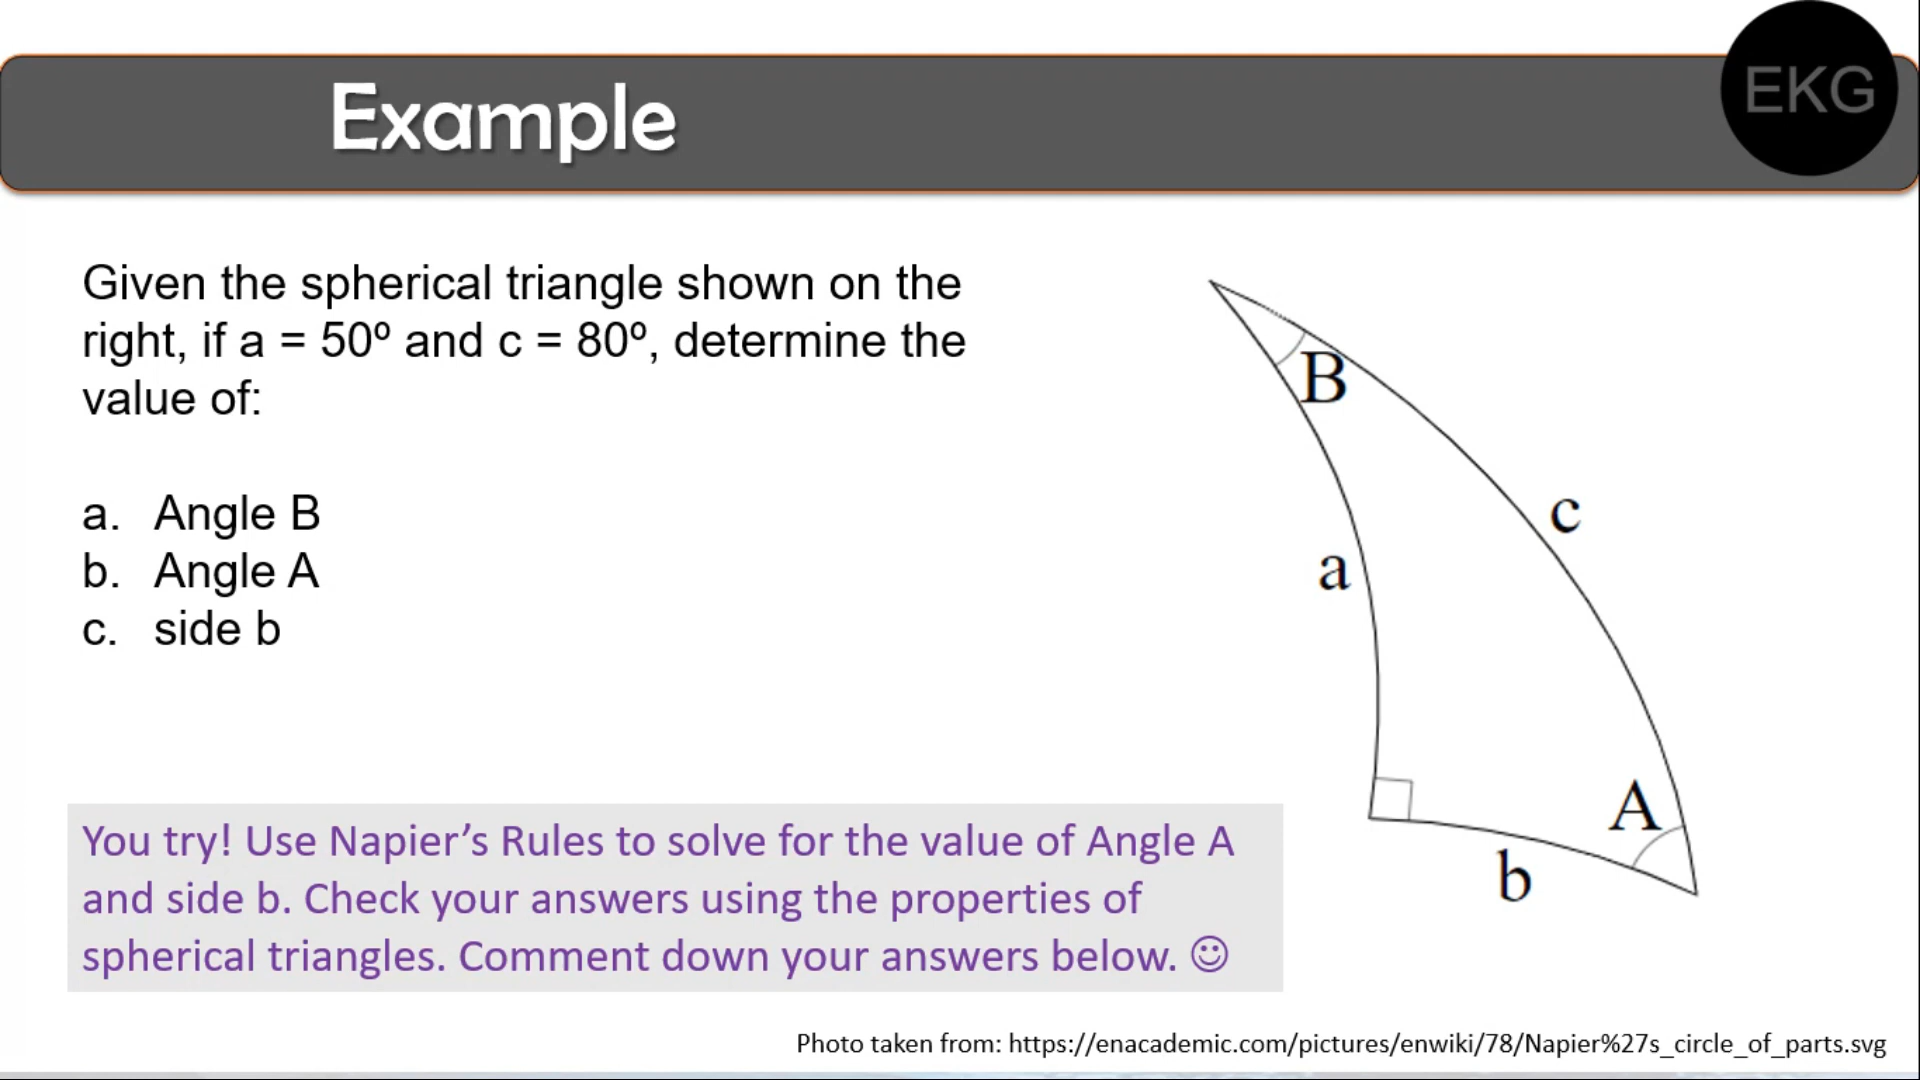 EKG
Example
Given the spherical triangle shown on the
right, if a = 50º and c = 80º, determine the
value of:
a. Angle B
b. Angle A
c. side b
B
c
a
A
b
You try! Use Napier’s Rules to solve for the value of Angle A
and side b. Check your answers using the properties of
spherical triangles. Comment down your answers below. ☺
Photo taken from: https://enacademic.com/pictures/enwiki/78/Napier%27s_circle_of_parts.svg